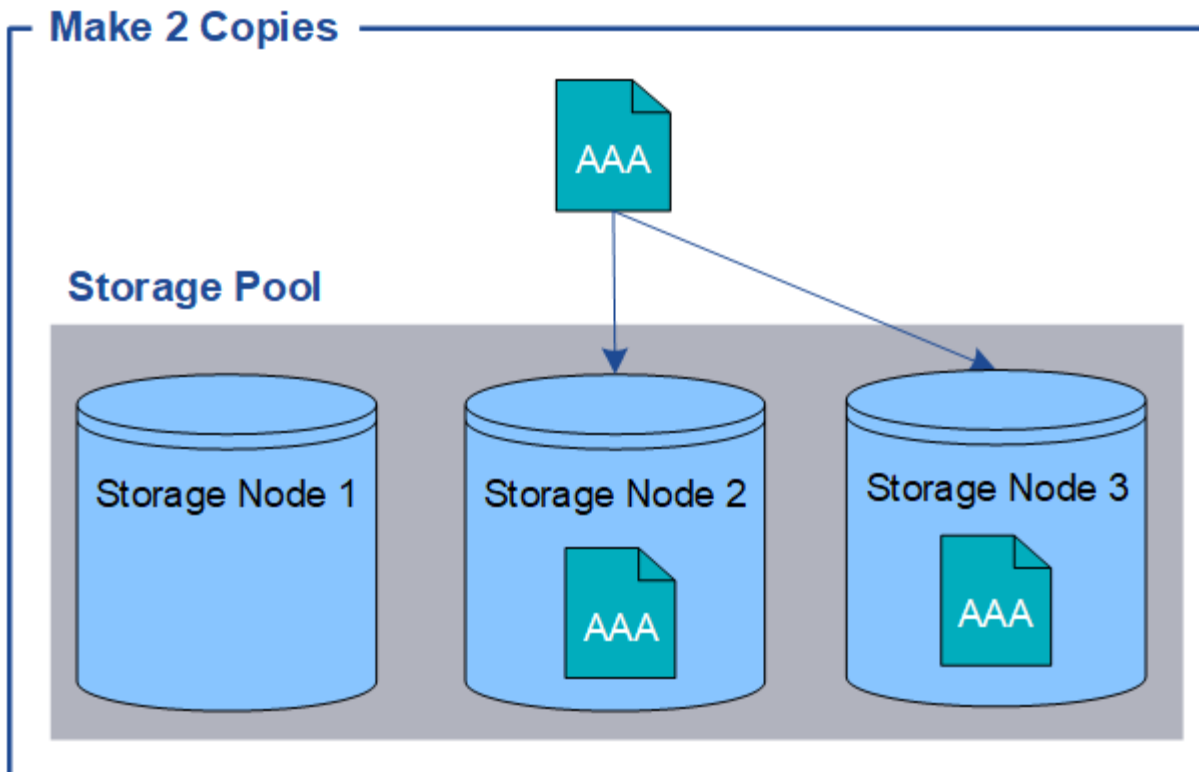 Make 2 Copies
AAA
Storage Pool
Storage Node 1
Storage Node 2
Storage Node 3
AAA
AAA